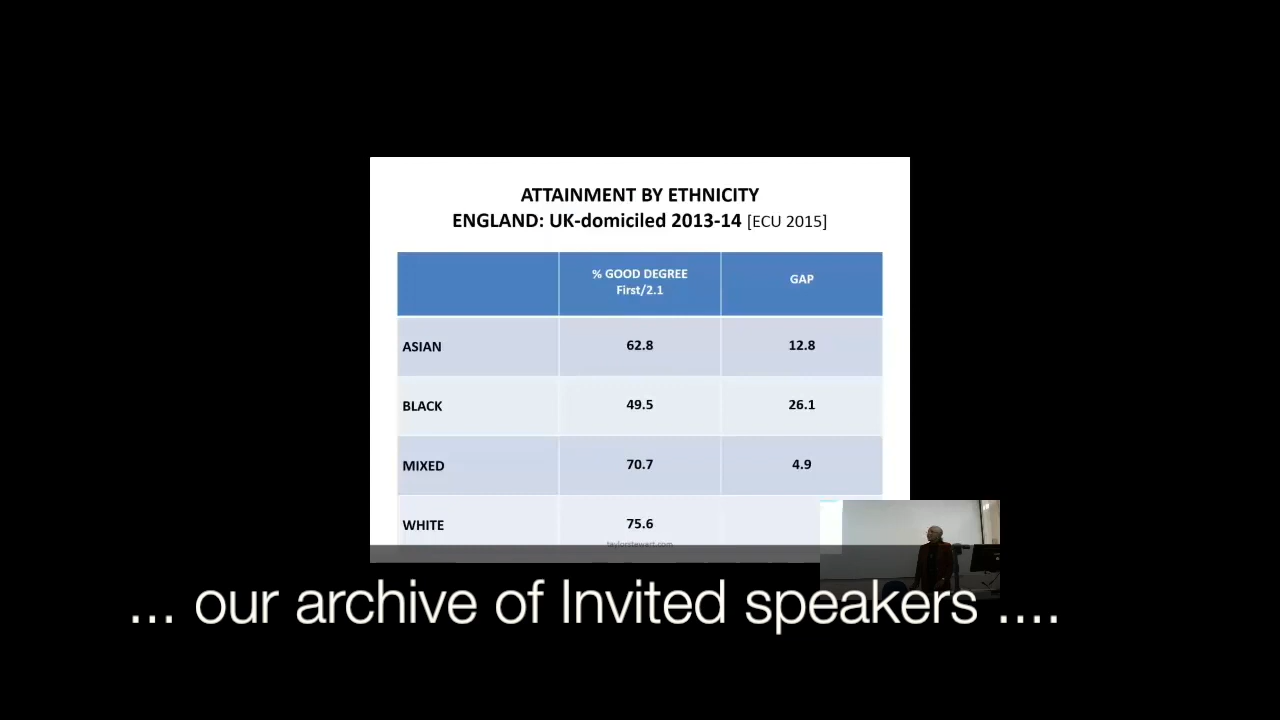 ATTAINMENT BY ETHNICITY
ENGLAND: UK-domiciled 2013-14 [ECU 2015]
% GOOD DEGREE
First/2.1
GAP
ASIAN 62.8 12.8
BLACK 49.5 26.1
MIXED 70.7 4.9
WHITE 75.6
taylorstewart.com
... our archive of Invited speakers ....